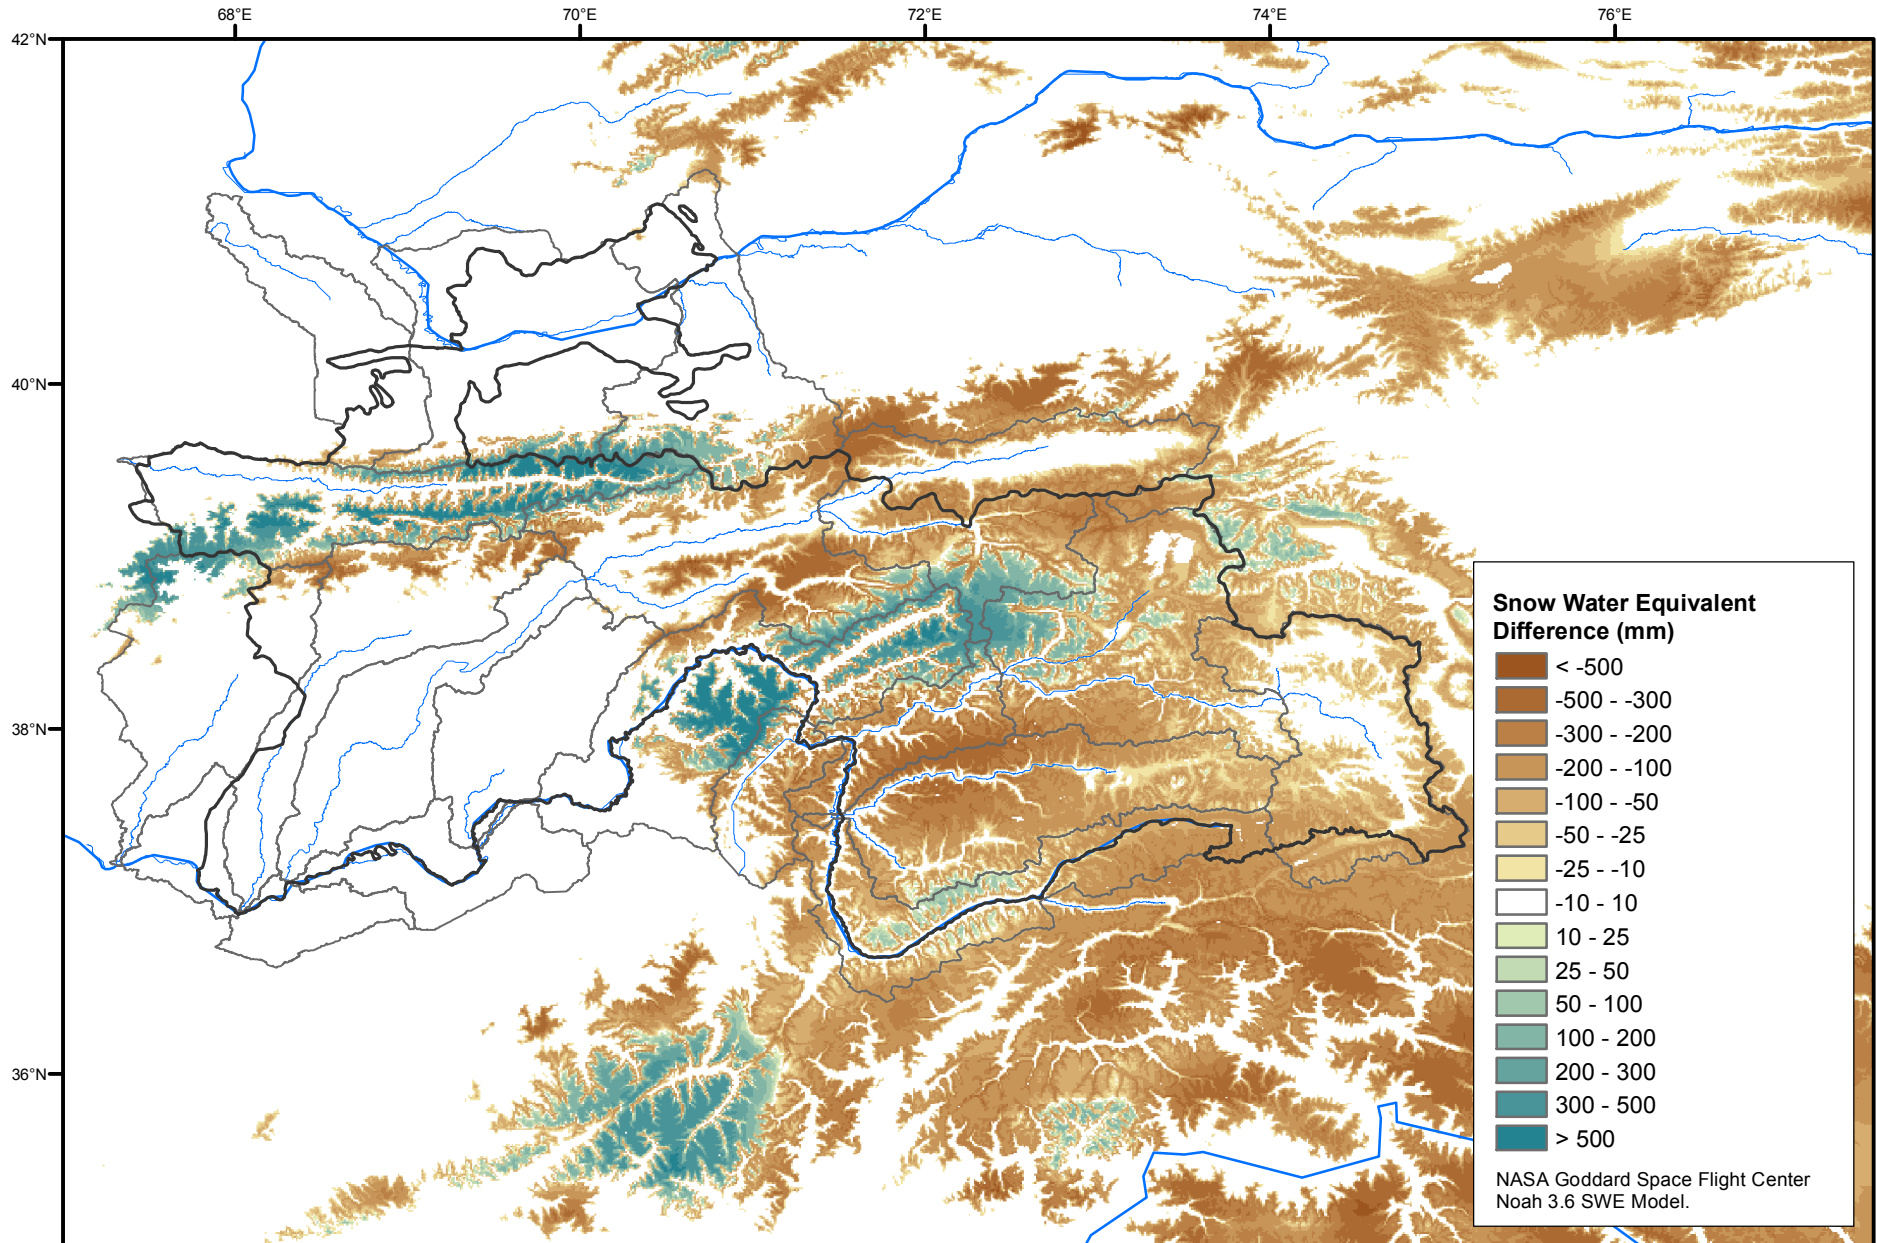 68°E
70°E
72°E
74°E
76°E
42°N
40°N
38°N
36°N
Snow Water Equivalent
Difference (mm)
< -500
-500 - -300
-300 - -200
-200 - -100
-100 - -50
-50 - -25
-25 - -10
-10 - 10
10 - 25
25 - 50
50 - 100
100 - 200
200 - 300
300 - 500
> 500
NASA Goddard Space Flight Center
Noah 3.6 SWE Model.